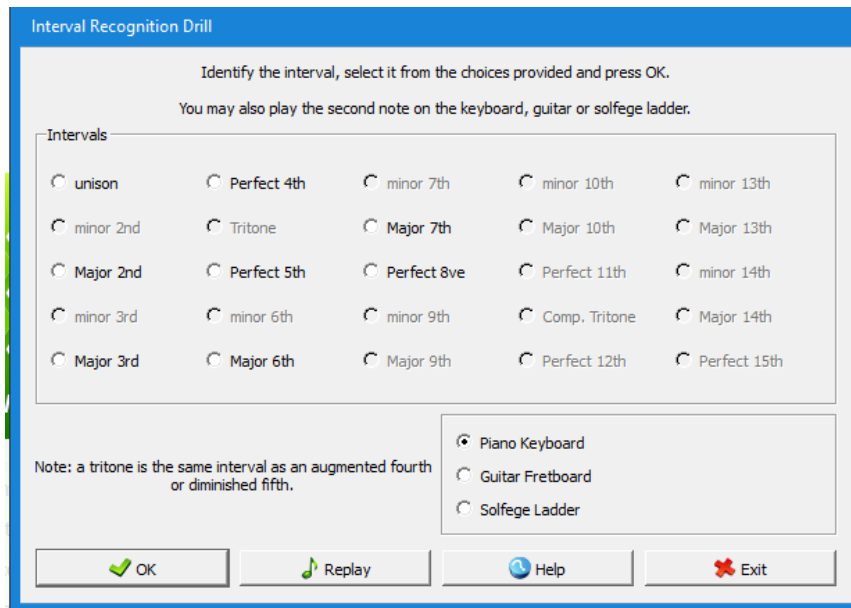 Interval Recognition Drill
Identify the interval, select it from the choices provided and press OK.
You may also play the second note on the keyboard, guitar or solfege ladder.
Intervals
unison Perfect 4th minor 7th minor 10th minor 13th
minor 2nd Tritone Major 7th Major 10th Major 13th
Major 2nd Perfect 5th Perfect 8ve Perfect 11th minor 14th
minor 3rd minor 6th minor 9th Comp. Tritone Major 14th
Major 3rd Major 6th Major 9th Perfect 12th Perfect 15th
Note: a tritone is the same interval as an augmented fourth
or diminished fifth.
Piano Keyboard
Guitar Fretboard
Solfege Ladder
OK Replay Help Exit